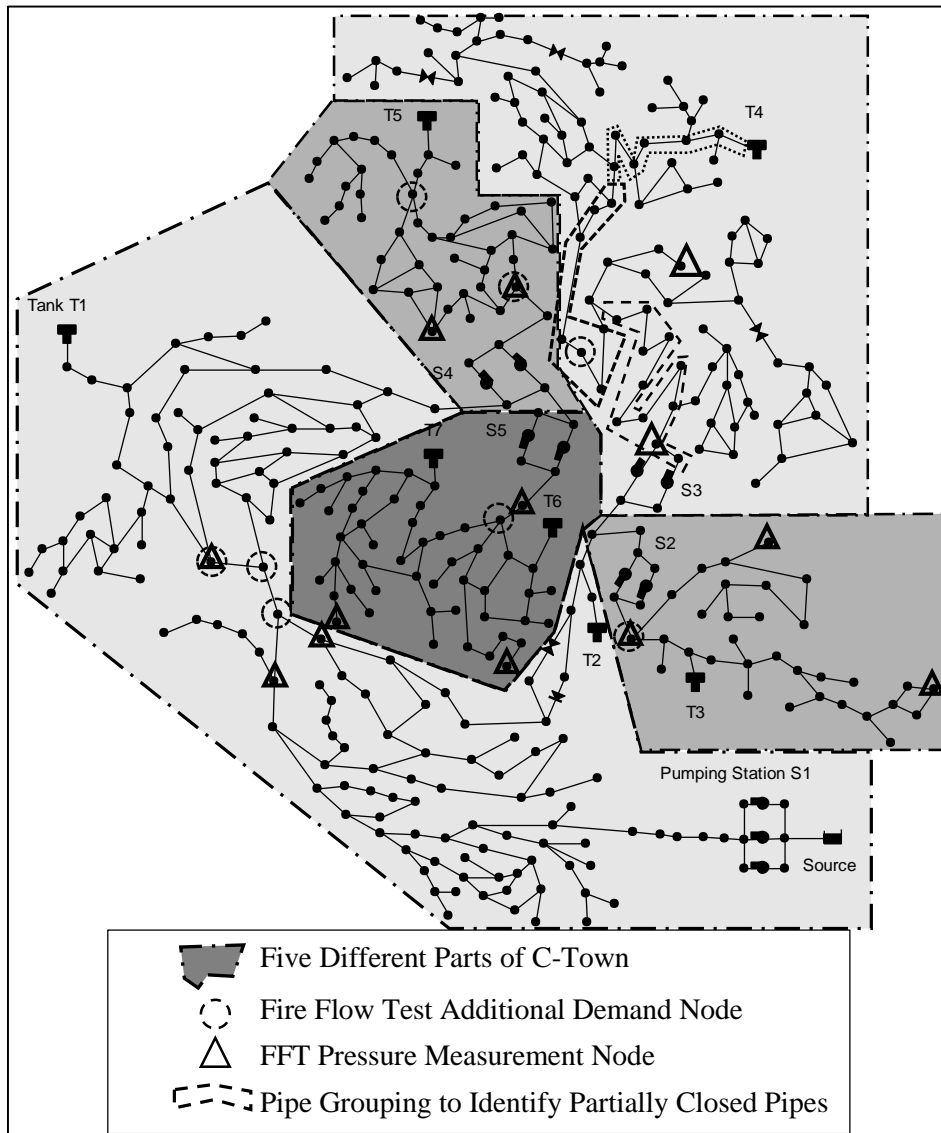 T5
T4
Tank T1
S4
T7
S5
T6
S3
S2
T2
T3
Pumping Station S1
Source
Five Different Parts of C-Town
Fire Flow Test Additional Demand Node
FFT Pressure Measurement Node
Pipe Grouping to Identify Partially Closed Pipes